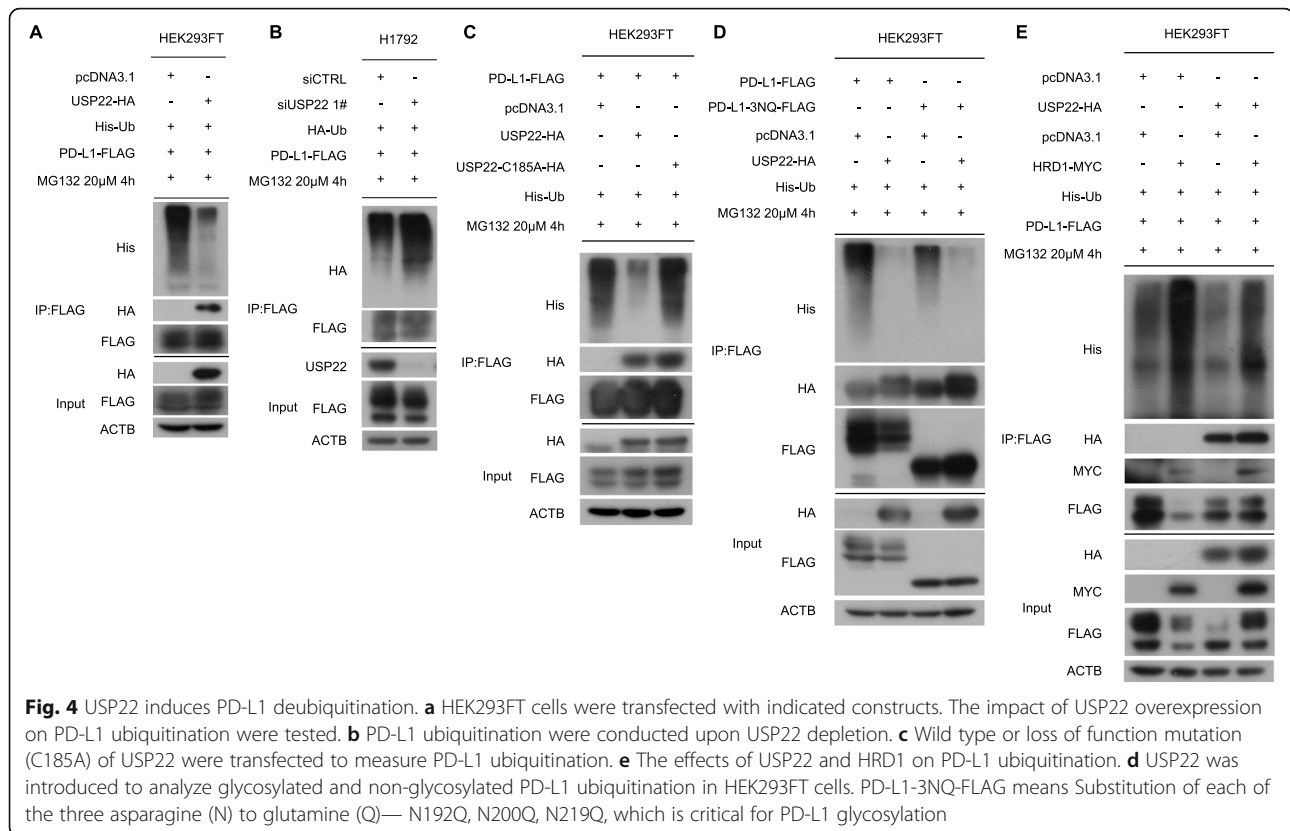 A
HEK293FT
pcDNA3.1 + -
USP22-HA - +
His-Ub + +
PD-L1-FLAG + +
MG132 20μM 4h + +
His
IP:FLAG HA
FLAG
HA
Input FLAG
ACTB
B
H1792
siCTRL + -
siUSP22 1# - +
HA-Ub + +
PD-L1-FLAG + +
MG132 20μM 4h + +
HA
IP:FLAG
FLAG
USP22
Input FLAG
ACTB
C
HEK293FT
PD-L1-FLAG + + +
pcDNA3.1 + - -
USP22-HA - + -
USP22-C185A-HA - - +
His-Ub + + +
MG132 20μM 4h + + +
His
IP:FLAG HA
FLAG
HA
Input FLAG
ACTB
D
HEK293FT
PD-L1-FLAG + + - -
PD-L1-3NQ-FLAG - - + +
pcDNA3.1 + - + -
USP22-HA - + - +
His-Ub + + + +
MG132 20μM 4h + + + +
His
IP:FLAG
HA
FLAG
HA
Input
FLAG
ACTB
E
HEK293FT
pcDNA3.1 + + - -
USP22-HA - - + +
pcDNA3.1 + - + -
HRD1-MYC - + - +
His-Ub + + + +
PD-L1-FLAG + + + +
MG132 20μM 4h + + + +
His
IP:FLAG HA
MYC
FLAG
HA
MYC
Input
FLAG
ACTB
Fig. 4 USP22 induces PD-L1 deubiquitination. a HEK293FT cells were transfected with indicated constructs. The impact of USP22 overexpression
on PD-L1 ubiquitination were tested. b PD-L1 ubiquitination were conducted upon USP22 depletion. c Wild type or loss of function mutation
(C185A) of USP22 were transfected to measure PD-L1 ubiquitination. e The effects of USP22 and HRD1 on PD-L1 ubiquitination. d USP22 was
introduced to analyze glycosylated and non-glycosylated PD-L1 ubiquitination in HEK293FT cells. PD-L1-3NQ-FLAG means Substitution of each of
the three asparagine (N) to glutamine (Q)— N192Q, N200Q, N219Q, which is critical for PD-L1 glycosylation